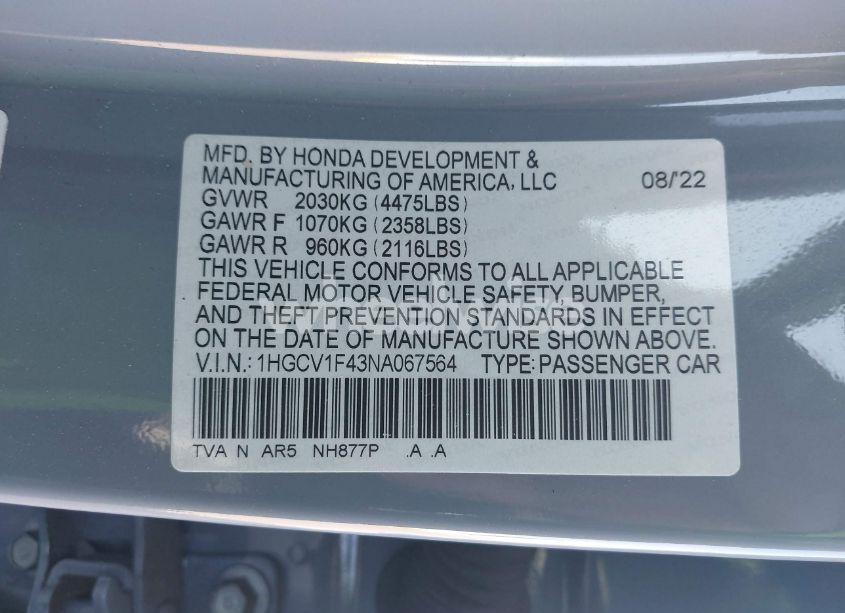 MFD. BY HONDA DEVELOPMENT &
MANUFACTURING OF AMERICA, LLC 08/'22
GVWR 2030KG (4475LBS)
GAWR F 1070KG (2358LBS)
GAWR R 960KG (2116LBS)
THIS VEHICLE CONFORMS TO ALL APPLICABLE
FEDERAL MOTOR VEHICLE SAFETY, BUMPER,
AND THEFT PREVENTION STANDARDS IN EFFECT
ON THE DATE OF MANUFACTURE SHOWN ABOVE.
V.I.N.: 1HGCV1F43NA067564 TYPE: PASSENGER CAR
TVA N AR5 NH877P .A .A